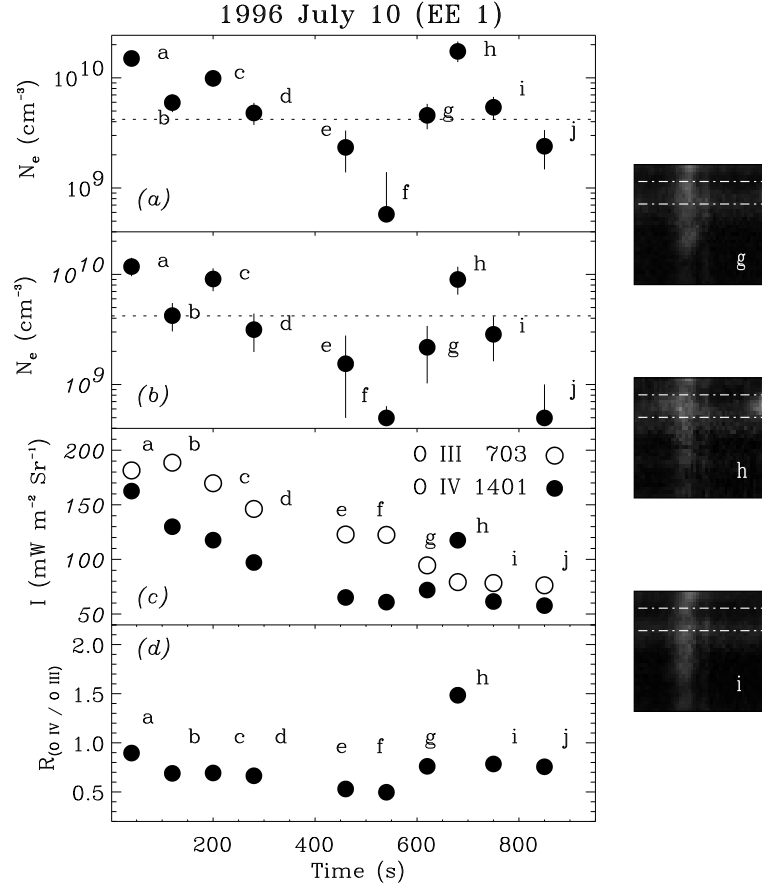 1996 July 10 (EE 1)
Nₑ (cm⁻³)
10¹⁰
10⁹
a
b
c
d
e
f
g
h
i
j
(a)
Nₑ (cm⁻³)
10¹⁰
10⁹
a
b
c
d
e
f
g
h
i
j
(b)
I (mW m⁻² Sr⁻¹)
200
150
100
50
O III 703
O IV 1401
a
b
c
d
e
f
g
h
i
j
(c)
R(O IV / O III)
2.0
1.5
1.0
0.5
(d)
a
b
c
d
e
f
g
h
i
j
200 400 600 800
Time (s)
g
h
i